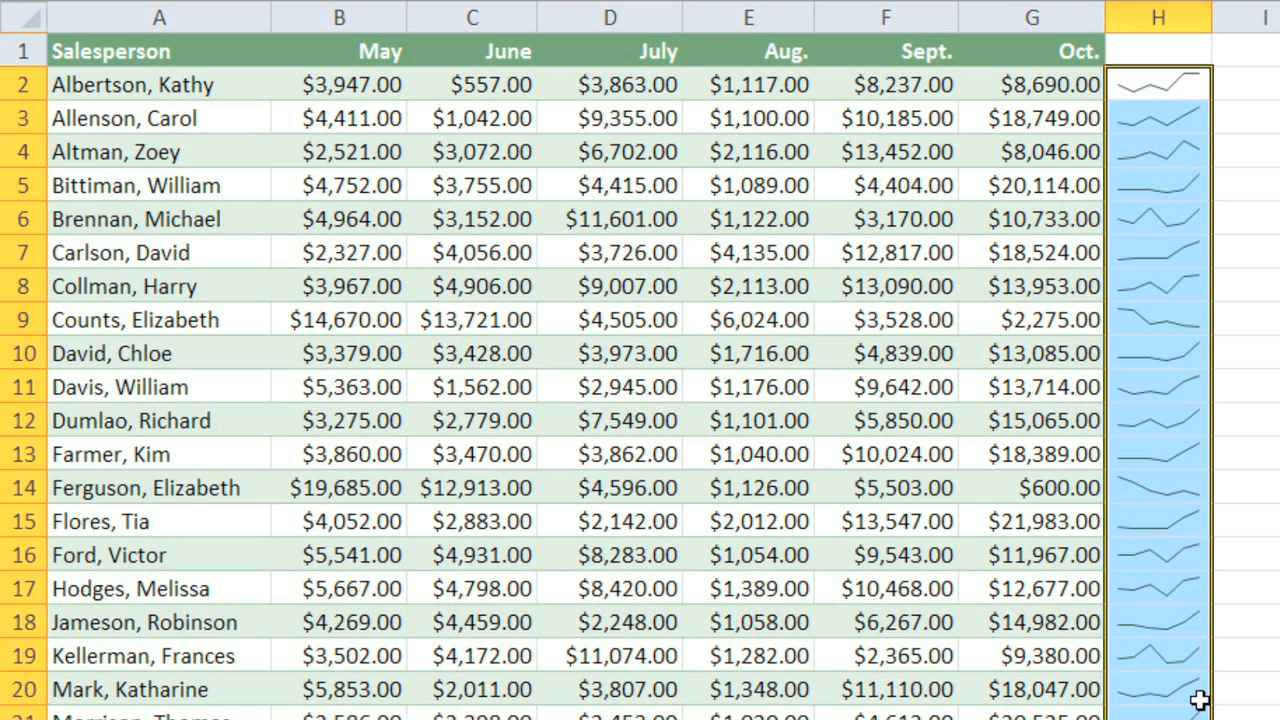 A B C D E F G H I
1 Salesperson May June July Aug. Sept. Oct.
2 Albertson, Kathy $3,947.00 $557.00 $3,863.00 $1,117.00 $8,237.00 $8,690.00
3 Allenson, Carol $4,411.00 $1,042.00 $9,355.00 $1,100.00 $10,185.00 $18,749.00
4 Altman, Zoey $2,521.00 $3,072.00 $6,702.00 $2,116.00 $13,452.00 $8,046.00
5 Bittiman, William $4,752.00 $3,755.00 $4,415.00 $1,089.00 $4,404.00 $20,114.00
6 Brennan, Michael $4,964.00 $3,152.00 $11,601.00 $1,122.00 $3,170.00 $10,733.00
7 Carlson, David $2,327.00 $4,056.00 $3,726.00 $4,135.00 $12,817.00 $18,524.00
8 Collman, Harry $3,967.00 $4,906.00 $9,007.00 $2,113.00 $13,090.00 $13,953.00
9 Counts, Elizabeth $14,670.00 $13,721.00 $4,505.00 $6,024.00 $3,528.00 $2,275.00
10 David, Chloe $3,379.00 $3,428.00 $3,973.00 $1,716.00 $4,839.00 $13,085.00
11 Davis, William $5,363.00 $1,562.00 $2,945.00 $1,176.00 $9,642.00 $13,714.00
12 Dumlao, Richard $3,275.00 $2,779.00 $7,549.00 $1,101.00 $5,850.00 $15,065.00
13 Farmer, Kim $3,860.00 $3,470.00 $3,862.00 $1,040.00 $10,024.00 $18,389.00
14 Ferguson, Elizabeth $19,685.00 $12,913.00 $4,596.00 $1,126.00 $5,503.00 $600.00
15 Flores, Tia $4,052.00 $2,883.00 $2,142.00 $2,012.00 $13,547.00 $21,983.00
16 Ford, Victor $5,541.00 $4,931.00 $8,283.00 $1,054.00 $9,543.00 $11,967.00
17 Hodges, Melissa $5,667.00 $4,798.00 $8,420.00 $1,389.00 $10,468.00 $12,677.00
18 Jameson, Robinson $4,269.00 $4,459.00 $2,248.00 $1,058.00 $6,267.00 $14,982.00
19 Kellerman, Frances $3,502.00 $4,172.00 $11,074.00 $1,282.00 $2,365.00 $9,380.00
20 Mark, Katharine $5,853.00 $2,011.00 $3,807.00 $1,348.00 $11,110.00 $18,047.00